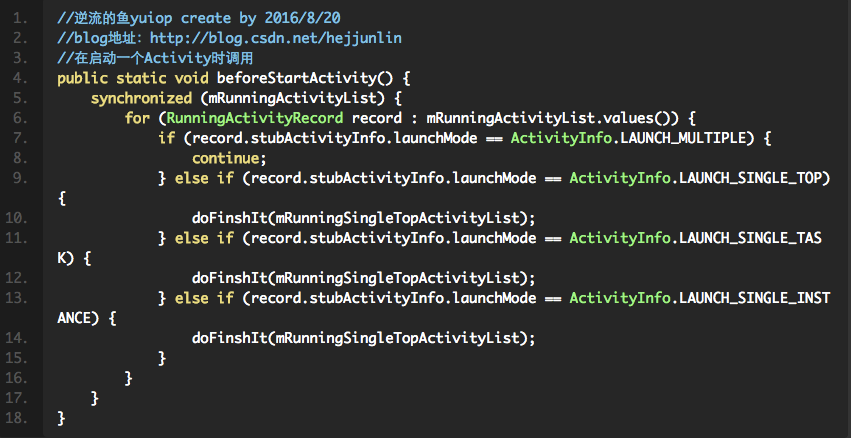 1. //逆流的鱼yuiop create by 2016/8/20
2. //blog地址：http://blog.csdn.net/hejjunlin
3. //在启动一个Activity时调用
4. public static void beforeStartActivity() {
5.     synchronized (mRunningActivityList) {
6.         for (RunningActivityRecord record : mRunningActivityList.values()) {
7.             if (record.stubActivityInfo.launchMode == ActivityInfo.LAUNCH_MULTIPLE) {
8.                 continue;
9.             } else if (record.stubActivityInfo.launchMode == ActivityInfo.LAUNCH_SINGLE_TOP)
{
10.                 doFinshIt(mRunningSingleTopActivityList);
11.             } else if (record.stubActivityInfo.launchMode == ActivityInfo.LAUNCH_SINGLE_TAS
K) {
12.                 doFinshIt(mRunningSingleTopActivityList);
13.             } else if (record.stubActivityInfo.launchMode == ActivityInfo.LAUNCH_SINGLE_INST
ANCE) {
14.                 doFinshIt(mRunningSingleTopActivityList);
15.             }
16.         }
17.     }
18. }